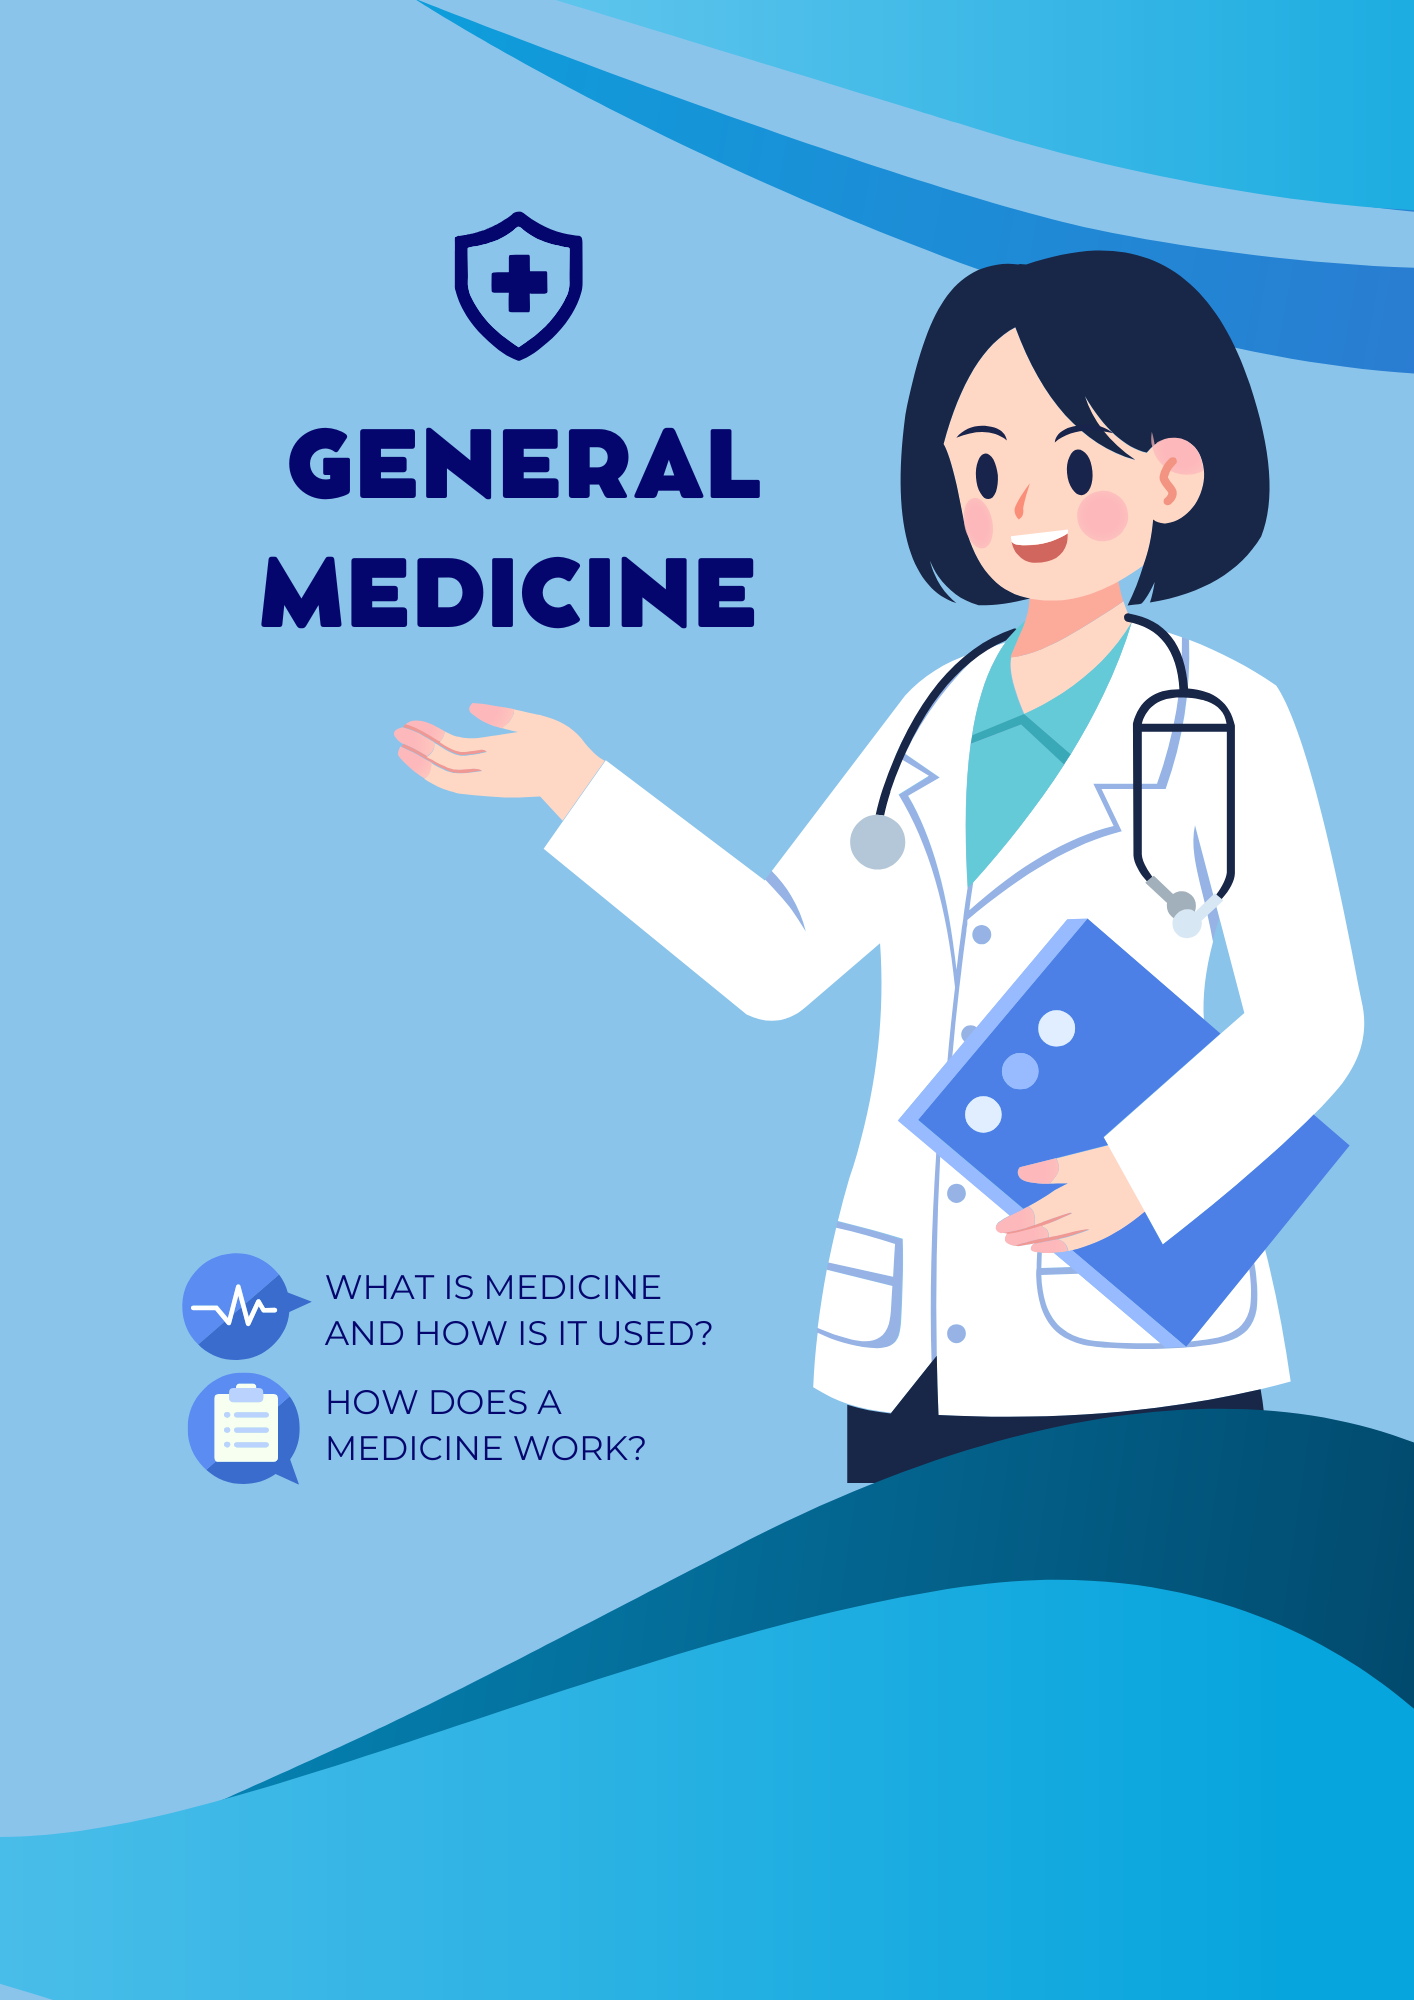 GENERAL
MEDICINE
WHAT IS MEDICINE
AND HOW IS IT USED?
HOW DOES A
MEDICINE WORK?